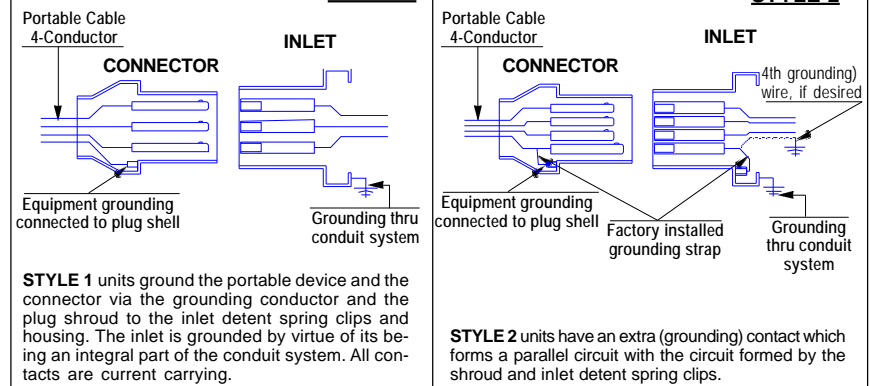 Portable Cable
4-Conductor
INLET
CONNECTOR
Equipment grounding
connected to plug shell
Grounding thru
conduit system
STYLE 1 units ground the portable device and the
connector via the grounding conductor and the
plug shroud to the inlet detent spring clips and
housing. The inlet is grounded by virtue of its be-
ing an integral part of the conduit system. All con-
tacts are current carrying.
STYLE 2
Portable Cable
4-Conductor
INLET
CONNECTOR
4th grounding)
wire, if desired
Equipment grounding
connected to plug shell
Factory installed
grounding strap
Grounding
thru conduit
system
STYLE 2 units have an extra (grounding) contact which
forms a parallel circuit with the circuit formed by the
shroud and inlet detent spring clips.